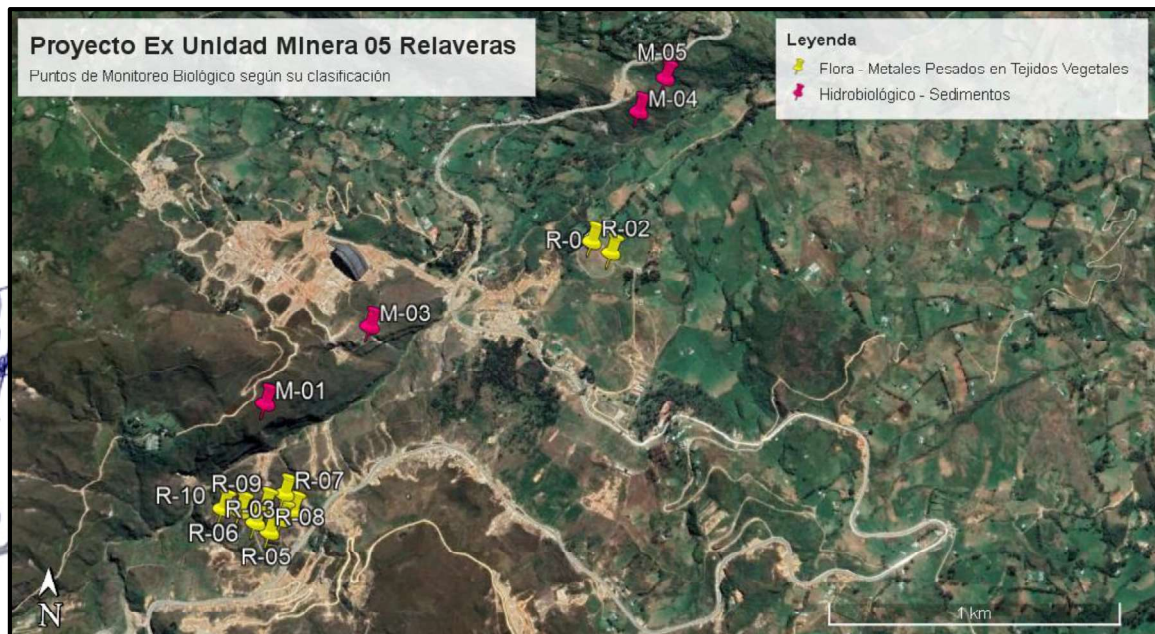 Proyecto Ex Unidad Minera 05 Relaveras
Puntos de Monitoreo Biológico según su clasificación
Leyenda
Flora - Metales Pesados en Tejidos Vegetales
Hidrobiológico - Sedimentos
M-05
M-04
R-0
R-02
M-03
M-01
R-09
R-07
R-10
R-03
R-08
R-06
R-05
N
1 km